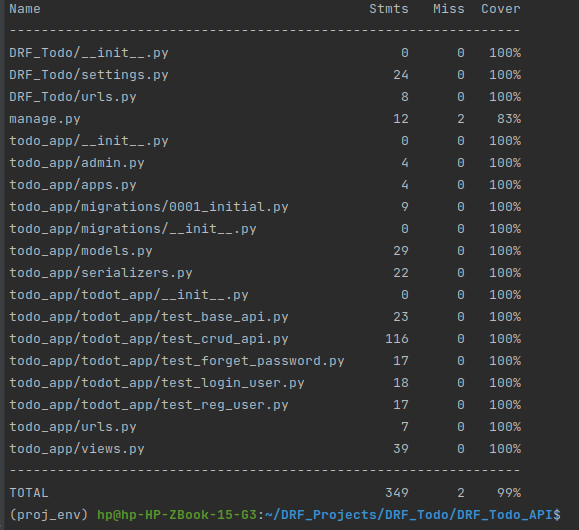 Name Stmts Miss Cover
-----------------------------------------------------------------
DRF_Todo/__init__.py 0 0 100%
DRF_Todo/settings.py 24 0 100%
DRF_Todo/urls.py 8 0 100%
manage.py 12 2 83%
todo_app/__init__.py 0 0 100%
todo_app/admin.py 4 0 100%
todo_app/apps.py 4 0 100%
todo_app/migrations/0001_initial.py 9 0 100%
todo_app/migrations/__init__.py 0 0 100%
todo_app/models.py 29 0 100%
todo_app/serializers.py 22 0 100%
todo_app/todot_app/__init__.py 0 0 100%
todo_app/todot_app/test_base_api.py 23 0 100%
todo_app/todot_app/test_crud_api.py 116 0 100%
todo_app/todot_app/test_forget_password.py 17 0 100%
todo_app/todot_app/test_login_user.py 18 0 100%
todo_app/todot_app/test_reg_user.py 17 0 100%
todo_app/urls.py 7 0 100%
todo_app/views.py 39 0 100%
-----------------------------------------------------------------
TOTAL 349 2 99%
(proj_env) hp@hp-HP-ZBook-15-G3:~/DRF_Projects/DRF_Todo/DRF_Todo_API$